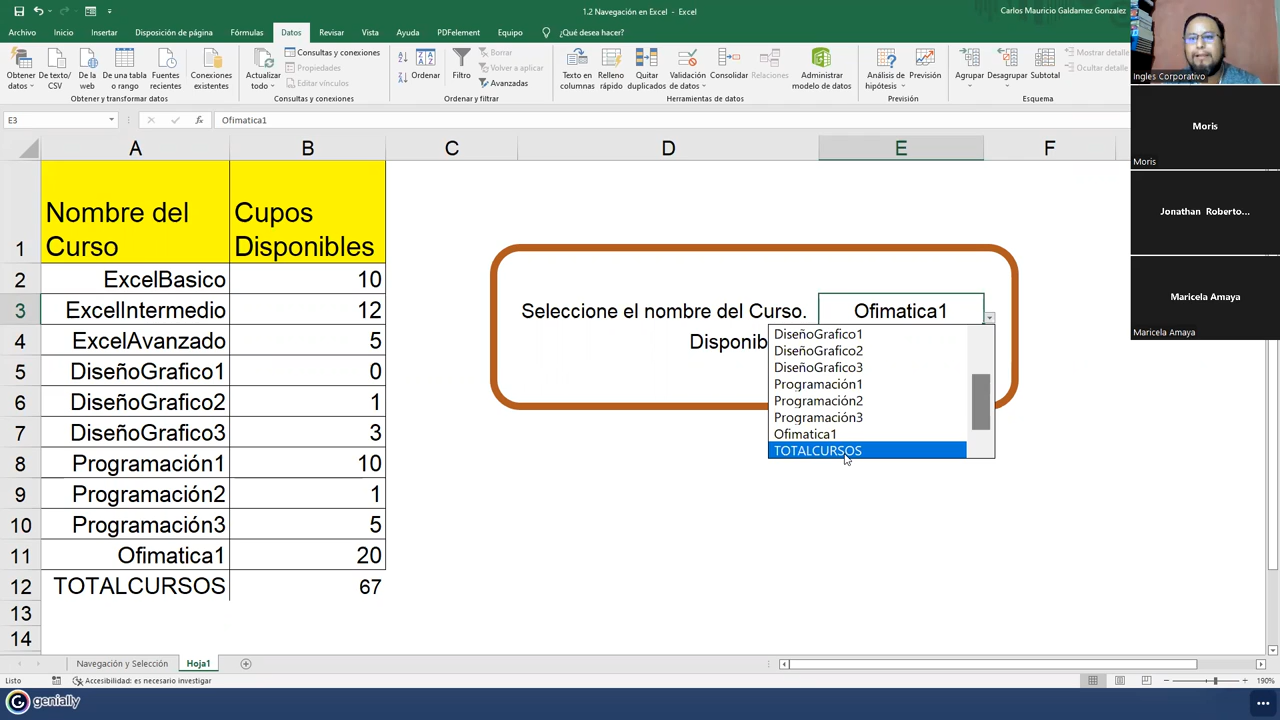 1.2 Navegación en Excel - Excel
Carlos Mauricio Galdamez Gonzalez
Archivo Inicio Insertar Disposición de página Fórmulas Datos Revisar Vista Ayuda PDFelement Equipo ¿Qué desea hacer?
Obtener datos
De texto/CSV
De la web
De una tabla o rango
Fuentes recientes
Conexiones existentes
Obtener y transformar datos
Actualizar todo
Consultas y conexiones
Propiedades
Editar vínculos
Consultas y conexiones
Ordenar
Filtro
Borrar
Volver a aplicar
Avanzadas
Ordenar y filtrar
Texto en columnas
Relleno rápido
Quitar duplicados
Validación de datos
Consolidar
Relaciones
Administrar modelo de datos
Herramientas de datos
Análisis de hipótesis
Previsión
Previsión
Agrupar
Desagrupar
Subtotal
Mostrar detalle
Ocultar detalle
Esquema
E3
fx
Ofimatica1
A B C D E F
1 Nombre del Curso Cupos Disponibles
2 ExcelBasico 10
3 ExcelIntermedio 12
4 ExcelAvanzado 5
5 DiseñoGrafico1 0
6 DiseñoGrafico2 1
7 DiseñoGrafico3 3
8 Programación1 10
9 Programación2 1
10 Programación3 5
11 Ofimatica1 20
12 TOTALCURSOS 67
13
14
Seleccione el nombre del Curso. Ofimatica1
Disponib
DiseñoGrafico1
DiseñoGrafico2
DiseñoGrafico3
Programación1
Programación2
Programación3
Ofimatica1
TOTALCURSOS
Ingles Corporativo
Moris
Moris
Jonathan Roberto...
Maricela Amaya
Maricela Amaya
Navegación y Selección Hoja1
Listo
Accesibilidad: es necesario investigar
190%
genially